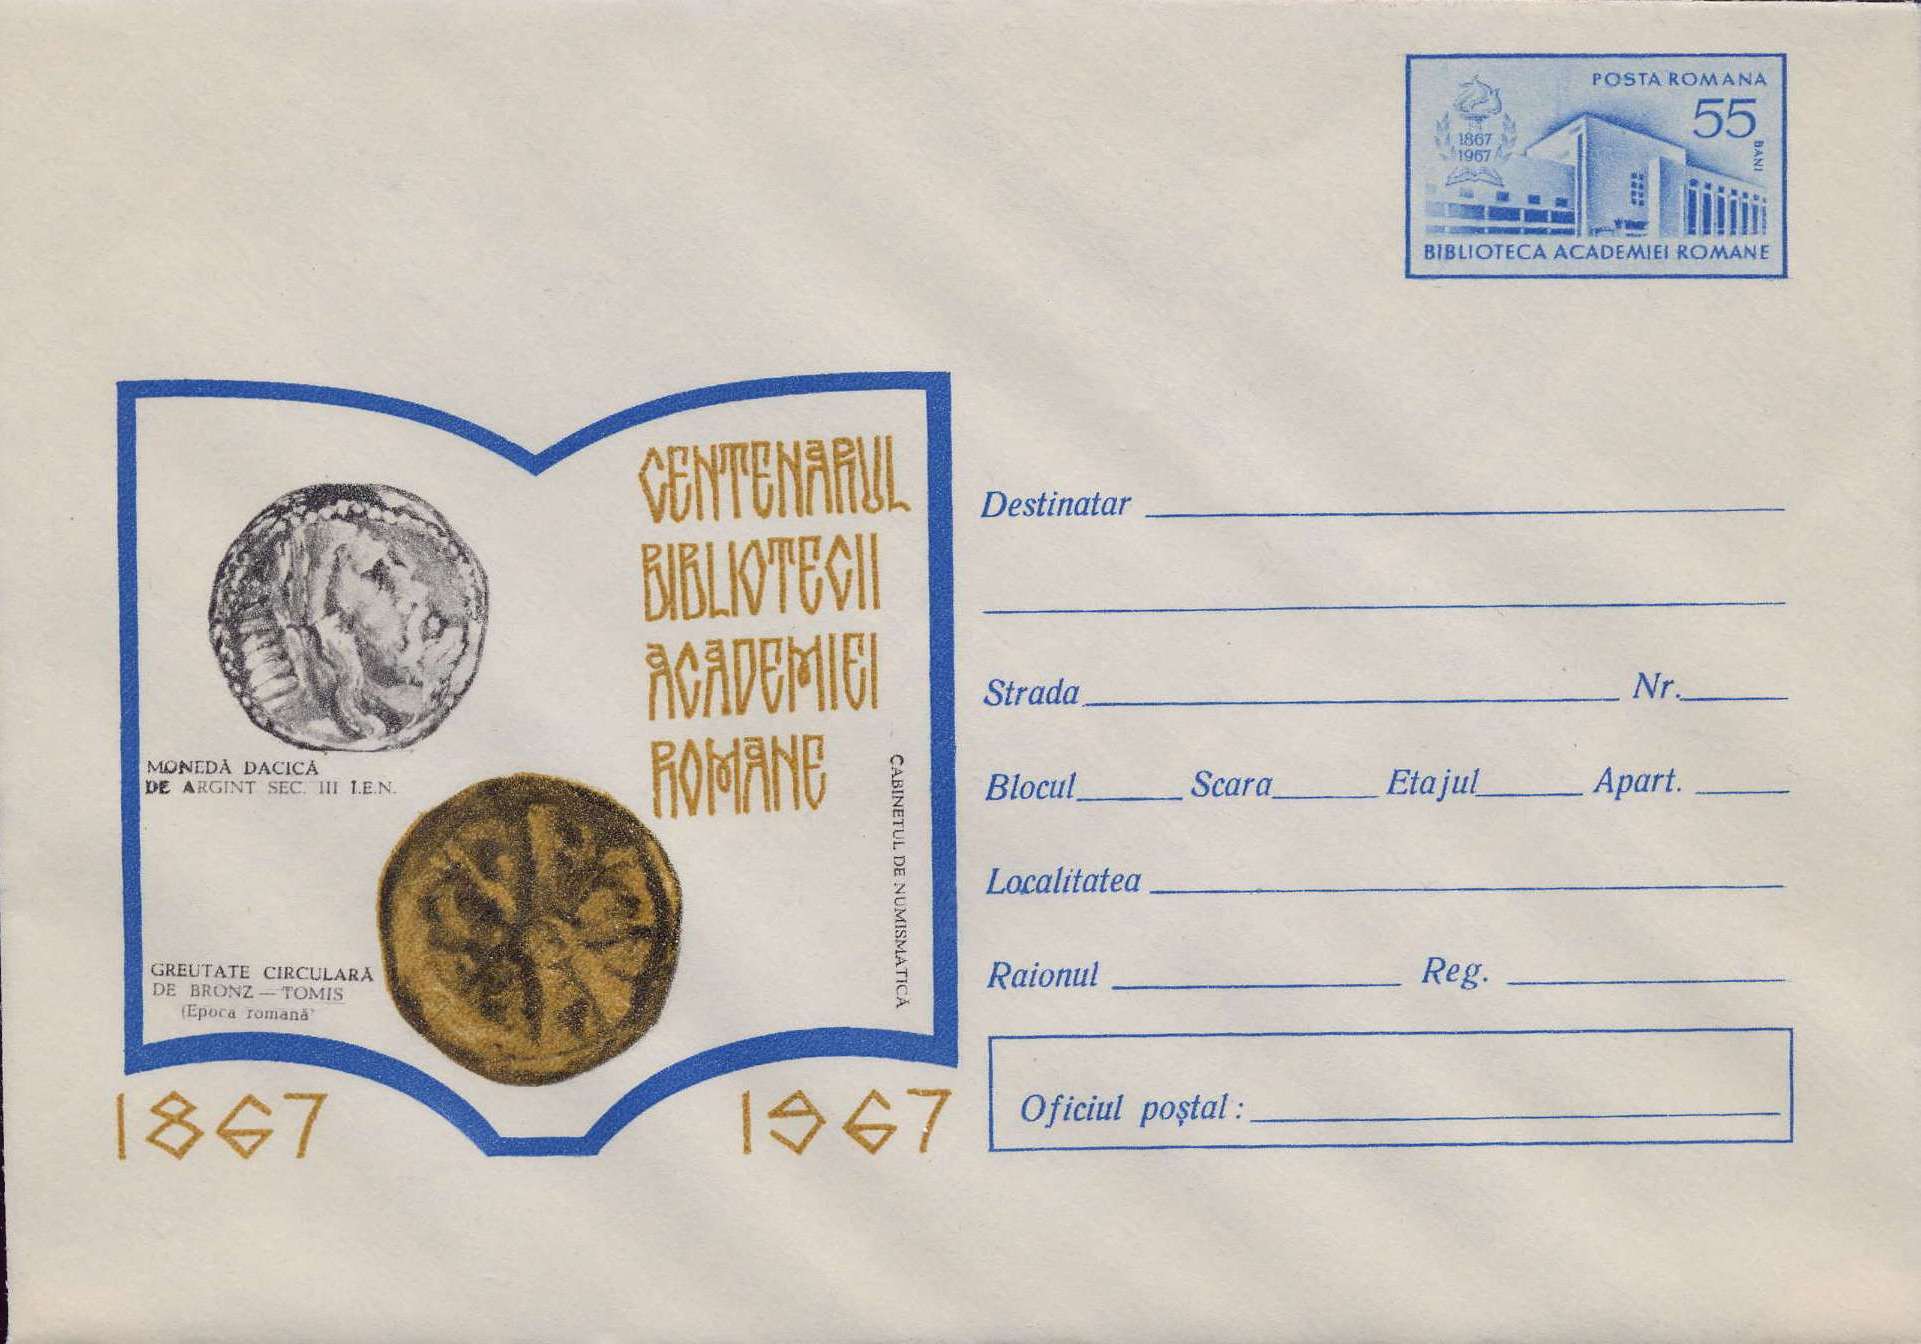 POSTA ROMANA
55
BANI
1867
1967
BIBLIOTECA ACADEMIEI ROMANE
CENTENARUL
BIBLIOTECII
ACADEMIEI
ROMANE
MONEDĂ DACICĂ
DE ARGINT SEC. III I.E.N.
CABINETUL DE NUMISMATICĂ
GREUTATE CIRCULARĂ
DE BRONZ — TOMIS
(Epoca romană)
1867 1967
Destinatar
Strada Nr.
Blocul Scara Etajul Apart.
Localitatea
Raionul Reg.
Oficiul poștal :